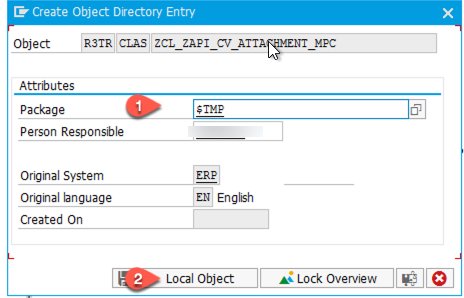 Create Object Directory Entry
Object R3TR CLAS ZCL_ZAPI_CV_ATTACHMENT_MPC
Attributes
Package 1 $TMP
Person Responsible
Original System ERP
Original language EN English
Created On
2 Local Object Lock Overview